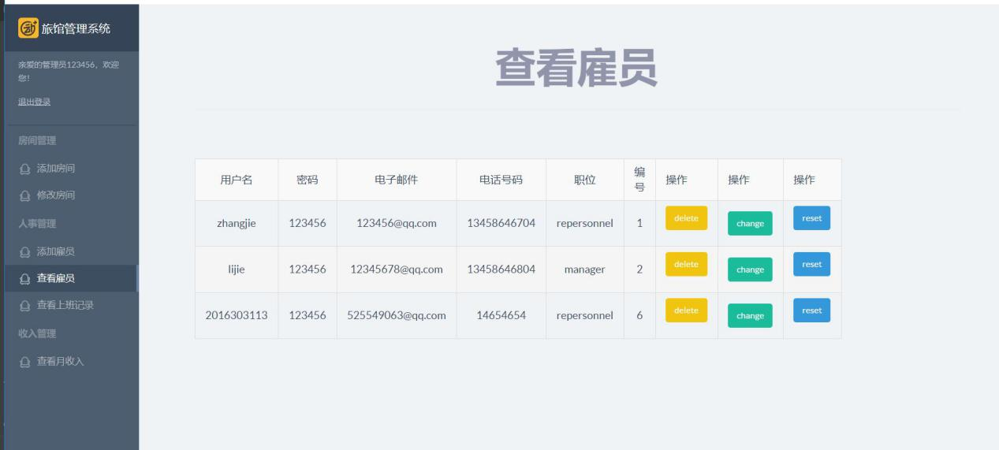 旅馆管理系统
亲爱的管理员123456，欢迎
您!
退出登录
房间管理
添加房间
修改房间
人事管理
添加雇员
查看雇员
查看上班记录
收入管理
查看月收入
查看雇员
用户名 密码 电子邮件 电话号码 职位 编号 操作 操作 操作
zhangjie 123456 123456@qq.com 13458646704 repersonnel 1 delete change reset
lijie 123456 12345678@qq.com 13458646804 manager 2 delete change reset
2016303113 123456 525549063@qq.com 14654654 repersonnel 6 delete change reset